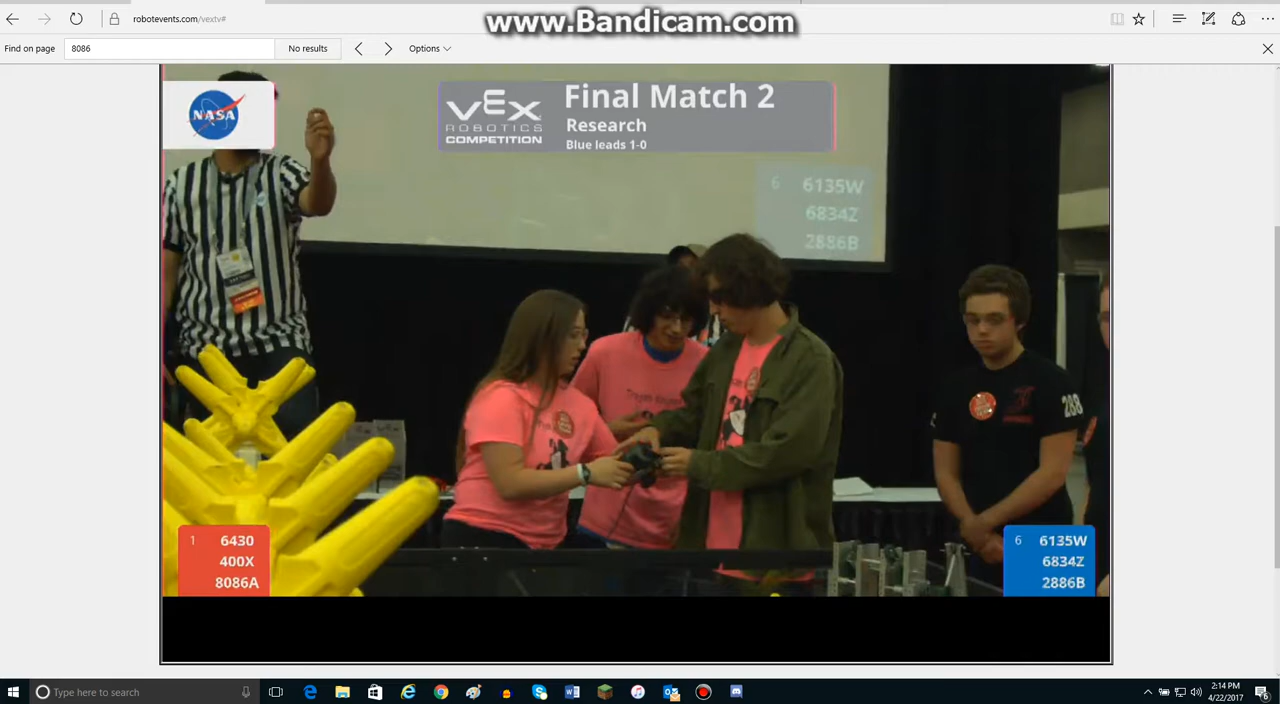 www.Bandicam.com
robotevents.com/vextv#
Find on page
8086
No results
Options
NASA
VEX
ROBOTICS
COMPETITION
Final Match 2
Research
Blue leads 1-0
6 6135W
6834Z
2886B
288
1 6430
400X
8086A
6 6135W
6834Z
2886B
Type here to search
2:14 PM
4/22/2017